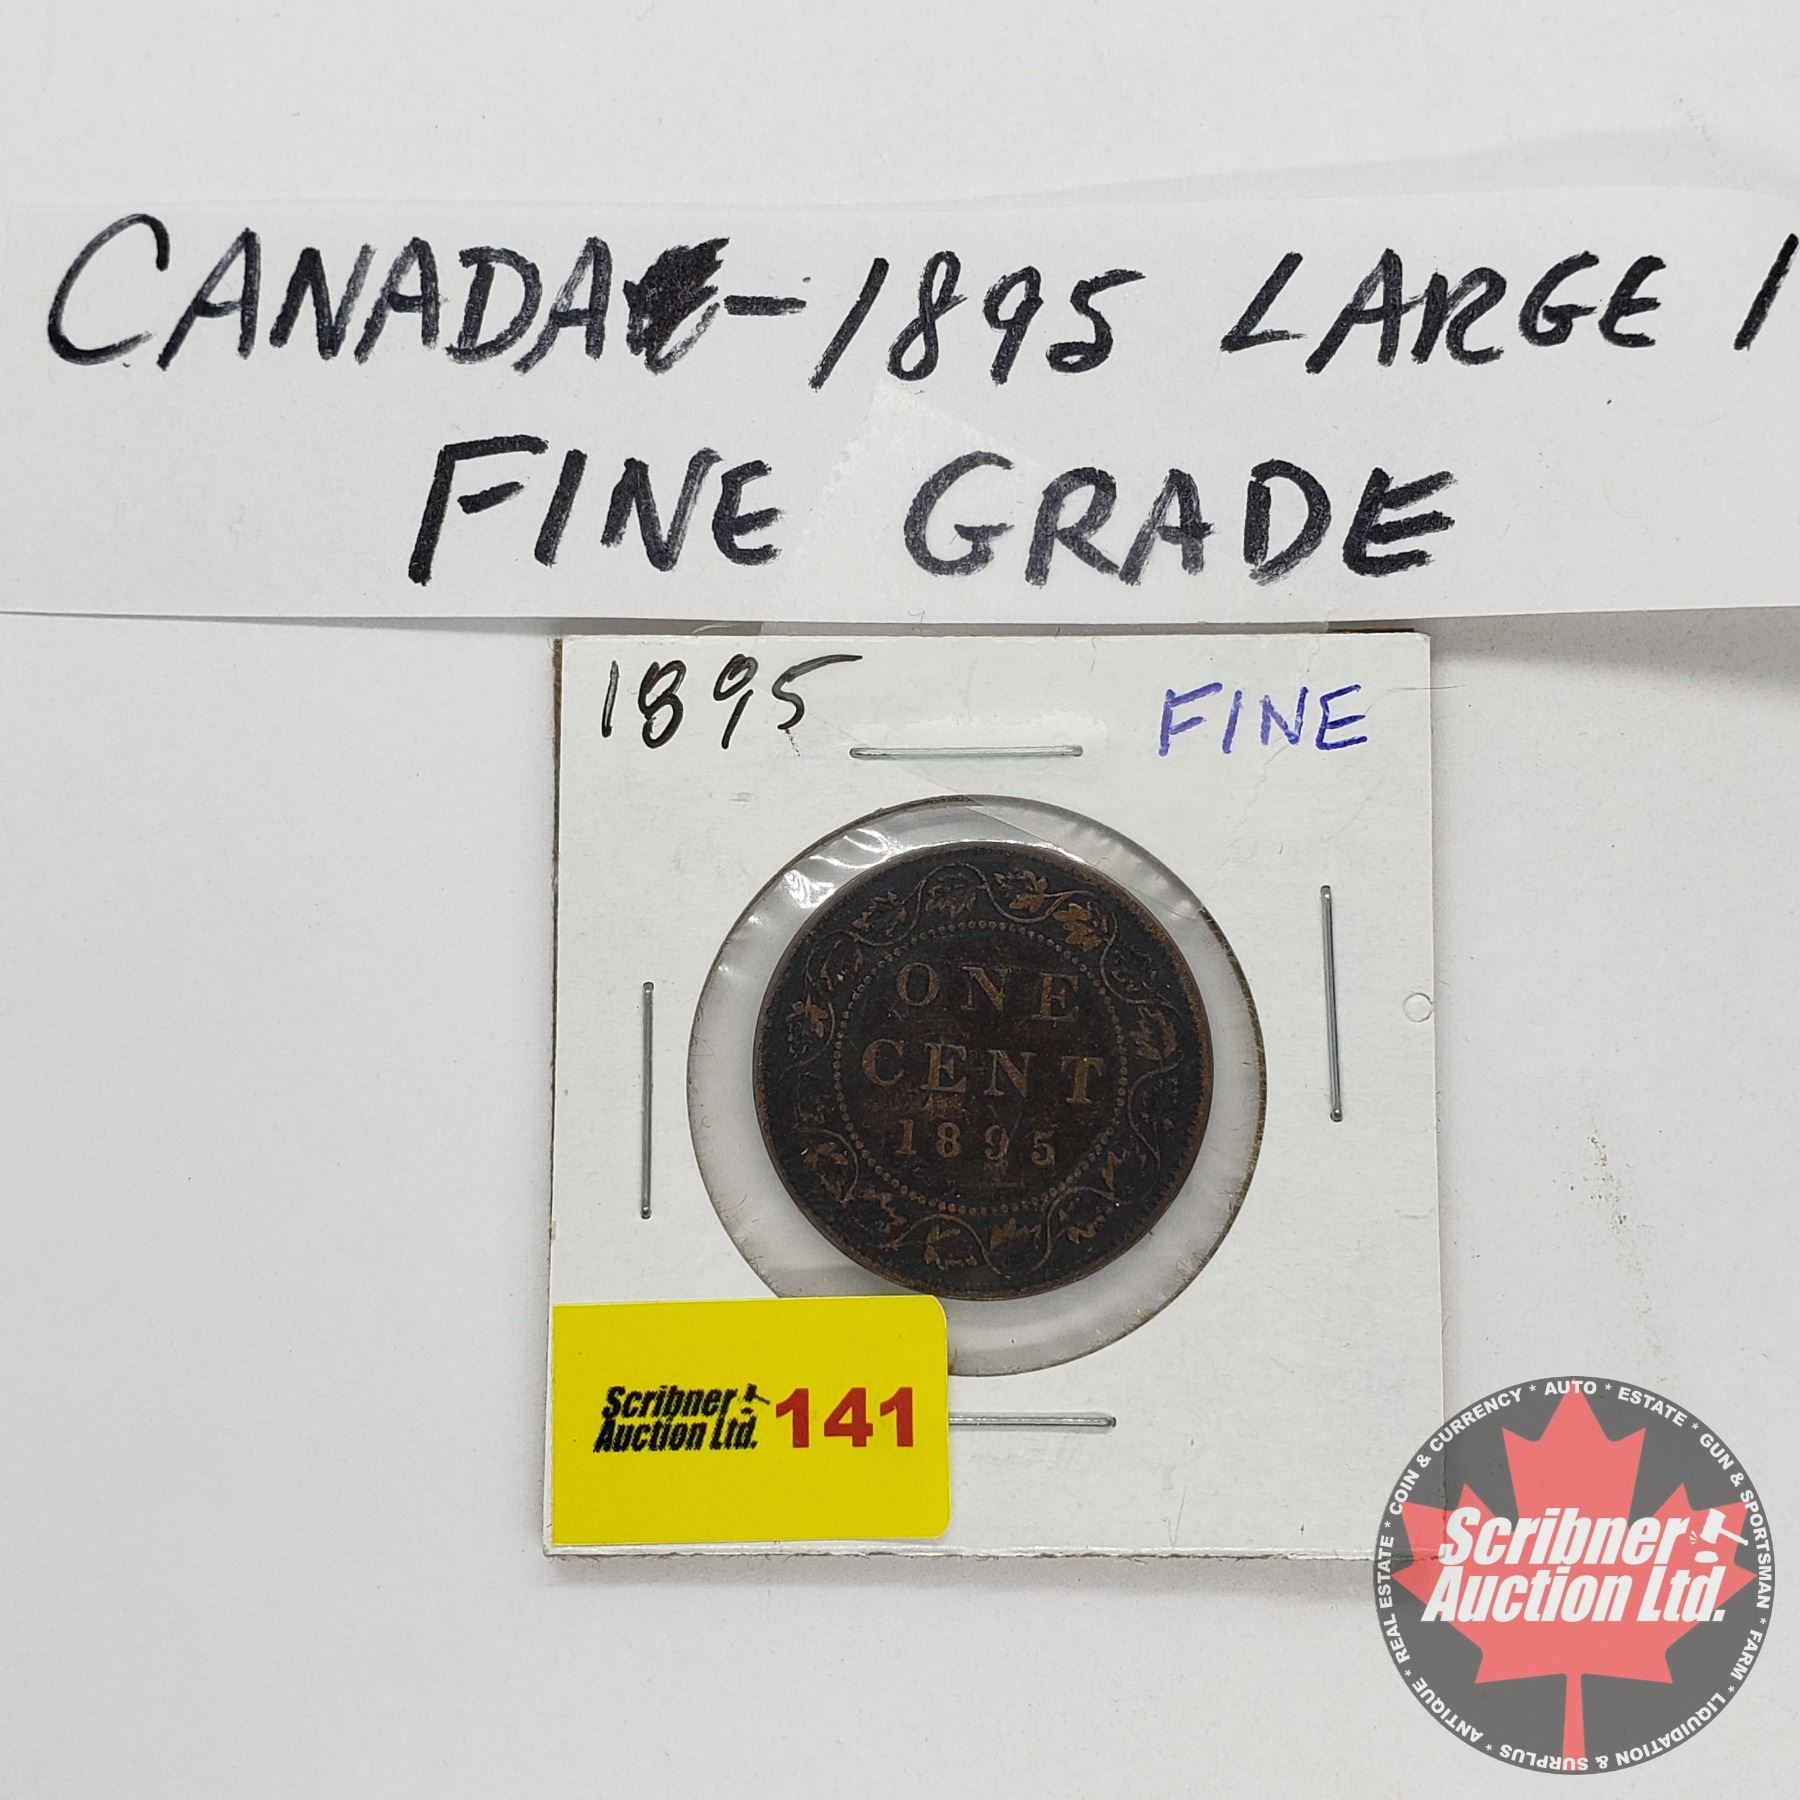 CANADA - 1895 LARGE 1
FINE GRADE
1895 FINE
ONE
CENT
1895
Scribner
Auction Ltd. 141
COIN & CURRENCY * AUTO * ESTATE * GUN & SPORTSMAN * FARM * LIQUIDATION & SURPLUS * ANTIQUE * REAL ESTATE *
Scribner
Auction Ltd.